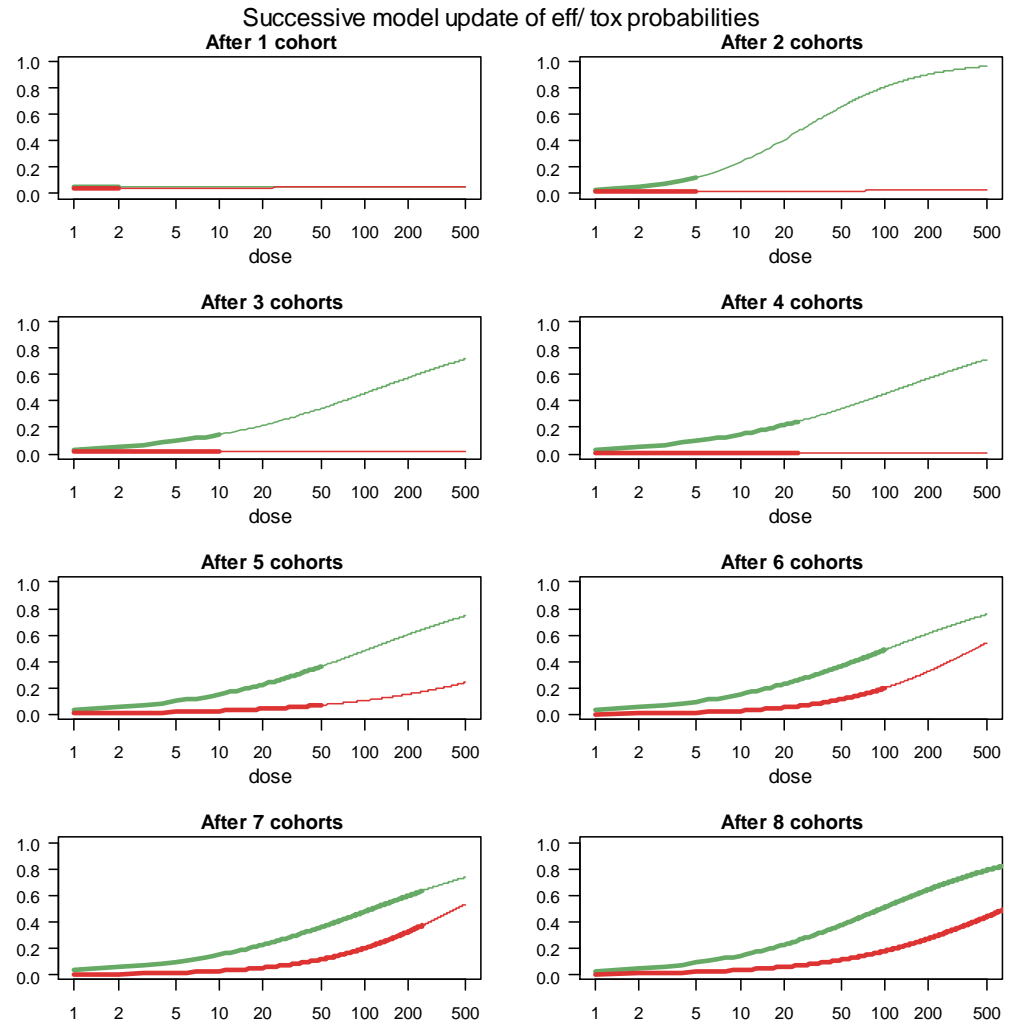 Successive model update of eff/ tox probabilities
After 1 cohort
1.0
0.8
0.6
0.4
0.2
0.0
1 2 5 10 20 50 100 200 500
dose
After 2 cohorts
1.0
0.8
0.6
0.4
0.2
0.0
1 2 5 10 20 50 100 200 500
dose
After 3 cohorts
1.0
0.8
0.6
0.4
0.2
0.0
1 2 5 10 20 50 100 200 500
dose
After 4 cohorts
1.0
0.8
0.6
0.4
0.2
0.0
1 2 5 10 20 50 100 200 500
dose
After 5 cohorts
1.0
0.8
0.6
0.4
0.2
0.0
1 2 5 10 20 50 100 200 500
dose
After 6 cohorts
1.0
0.8
0.6
0.4
0.2
0.0
1 2 5 10 20 50 100 200 500
dose
After 7 cohorts
1.0
0.8
0.6
0.4
0.2
0.0
1 2 5 10 20 50 100 200 500
After 8 cohorts
1.0
0.8
0.6
0.4
0.2
0.0
1 2 5 10 20 50 100 200 500